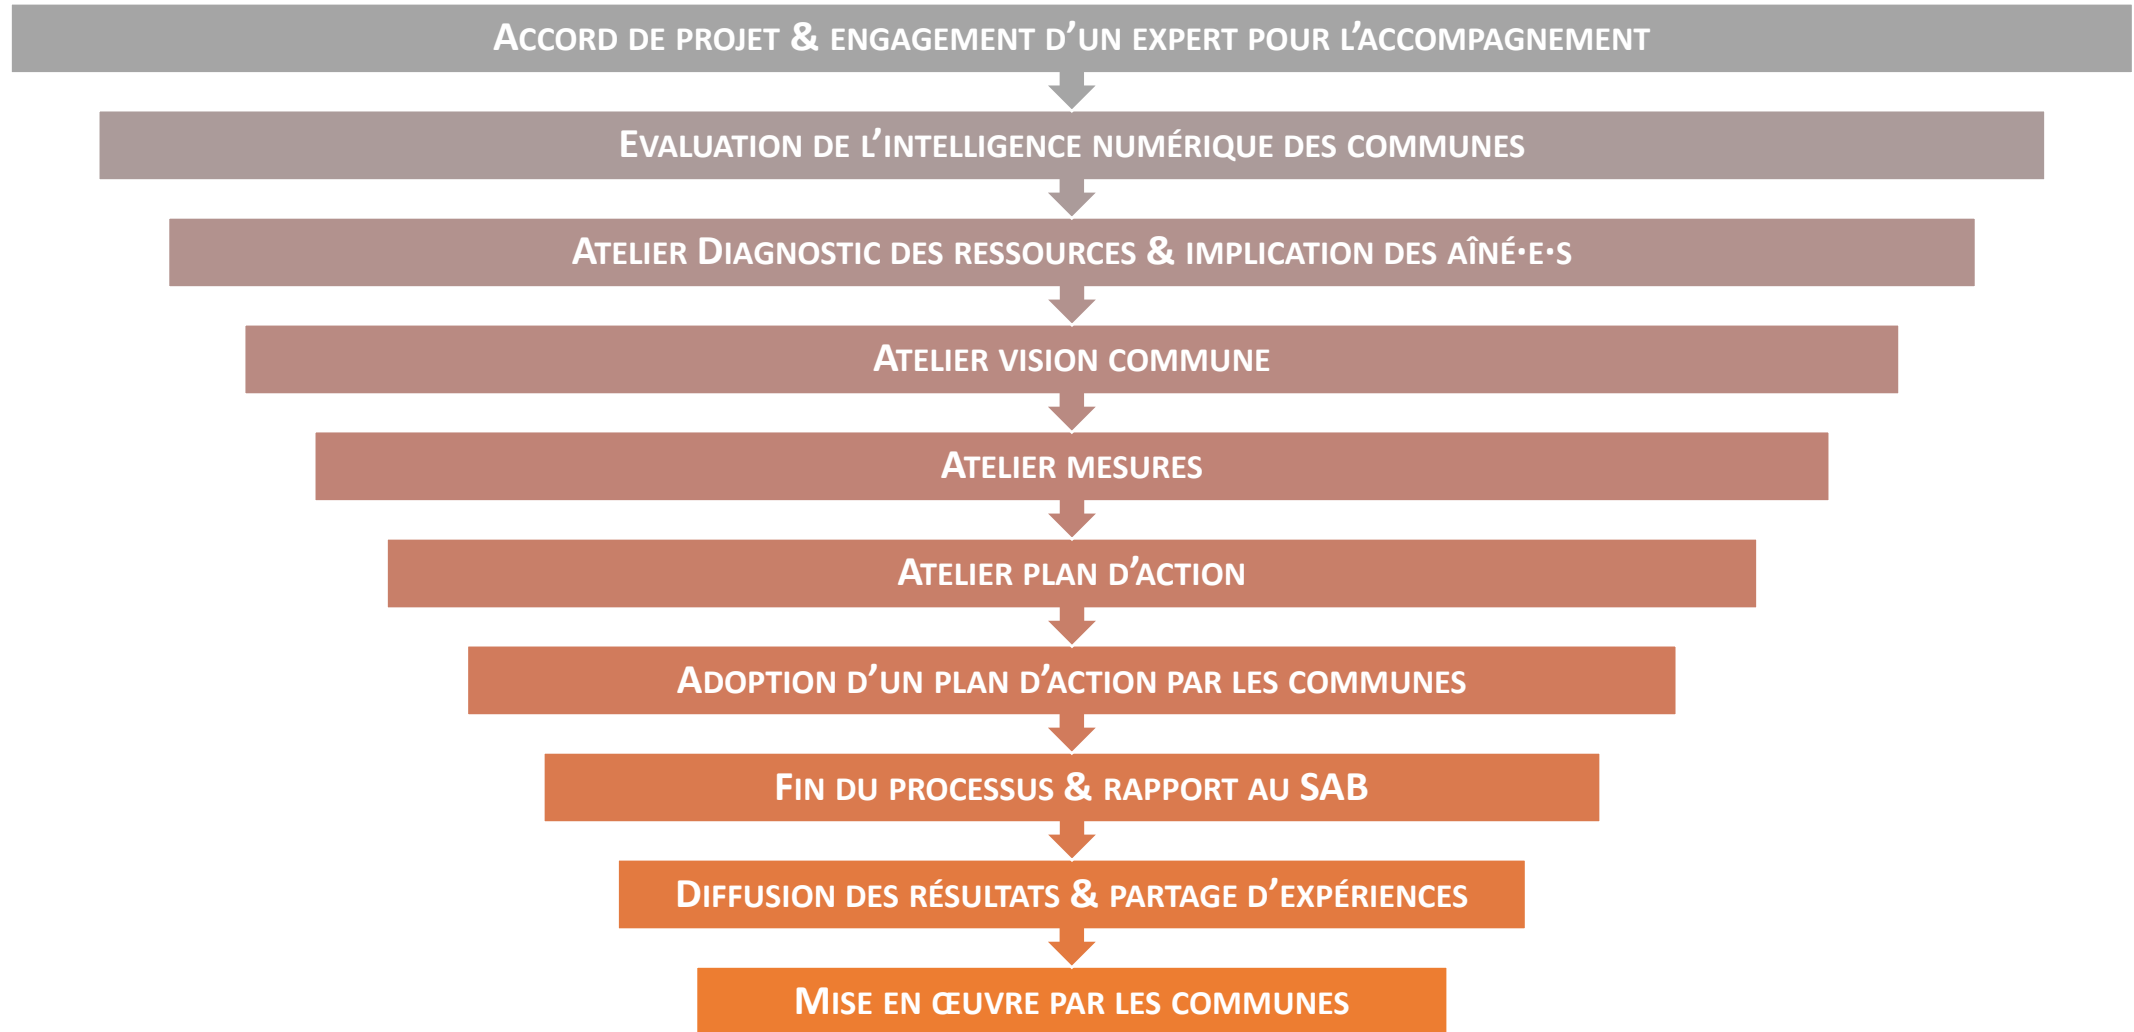 Accord de projet & engagement d’un expert pour l’accompagnement
Evaluation de l’intelligence numérique des communes
Atelier Diagnostic des ressources & implication des aîné·e·s
Atelier vision commune
Atelier mesures
Atelier plan d’action
Adoption d’un plan d’action par les communes
Fin du processus & rapport au SAB
Diffusion des résultats & partage d’expériences
Mise en œuvre par les communes